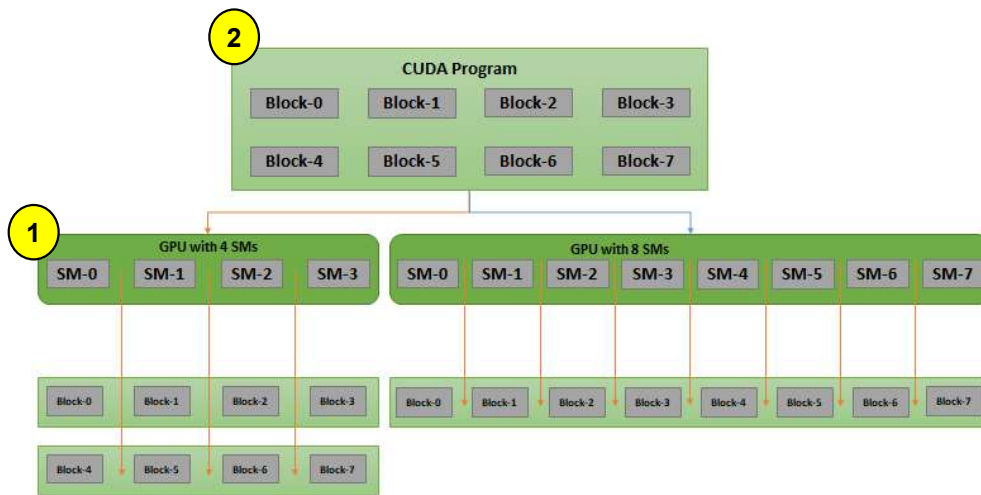 2
CUDA Program
Block-0 Block-1 Block-2 Block-3
Block-4 Block-5 Block-6 Block-7
1
GPU with 4 SMs
SM-0 SM-1 SM-2 SM-3
Block-0 Block-1 Block-2 Block-3
Block-4 Block-5 Block-6 Block-7
GPU with 8 SMs
SM-0 SM-1 SM-2 SM-3 SM-4 SM-5 SM-6 SM-7
Block-0 Block-1 Block-2 Block-3 Block-4 Block-5 Block-6 Block-7